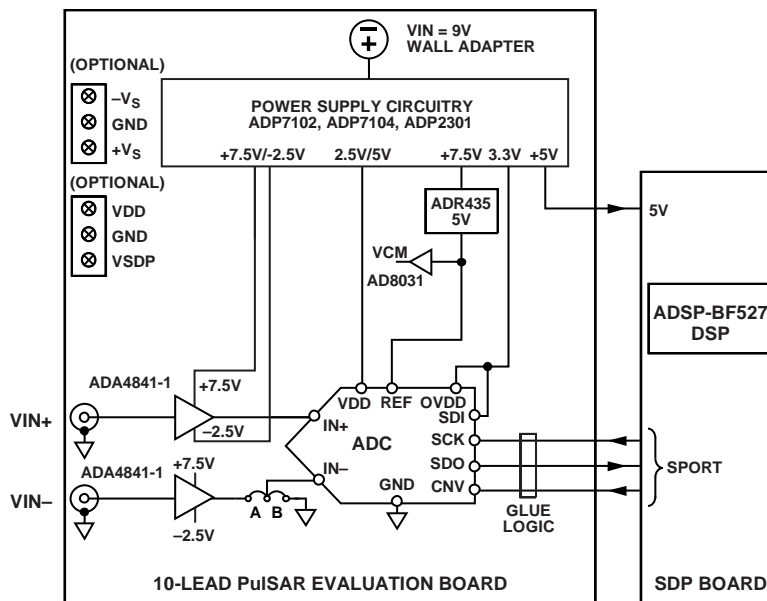 VIN = 9V
WALL ADAPTER
(OPTIONAL)
–VS
GND
+VS
POWER SUPPLY CIRCUITRY
ADP7102, ADP7104, ADP2301
+7.5V/-2.5V 2.5V/5V +7.5V 3.3V +5V
(OPTIONAL)
VDD
GND
VSDP
ADR435
5V
5V
VCM
AD8031
ADSP-BF527
DSP
ADA4841-1
+7.5V
–2.5V
VIN+
VDD REF OVDD
SDI
IN+
ADC
SCK
SDO
CNV
IN–
GND
GLUE
LOGIC
SPORT
ADA4841-1
+7.5V
–2.5V
VIN–
A B
10-LEAD PulSAR EVALUATION BOARD
SDP BOARD